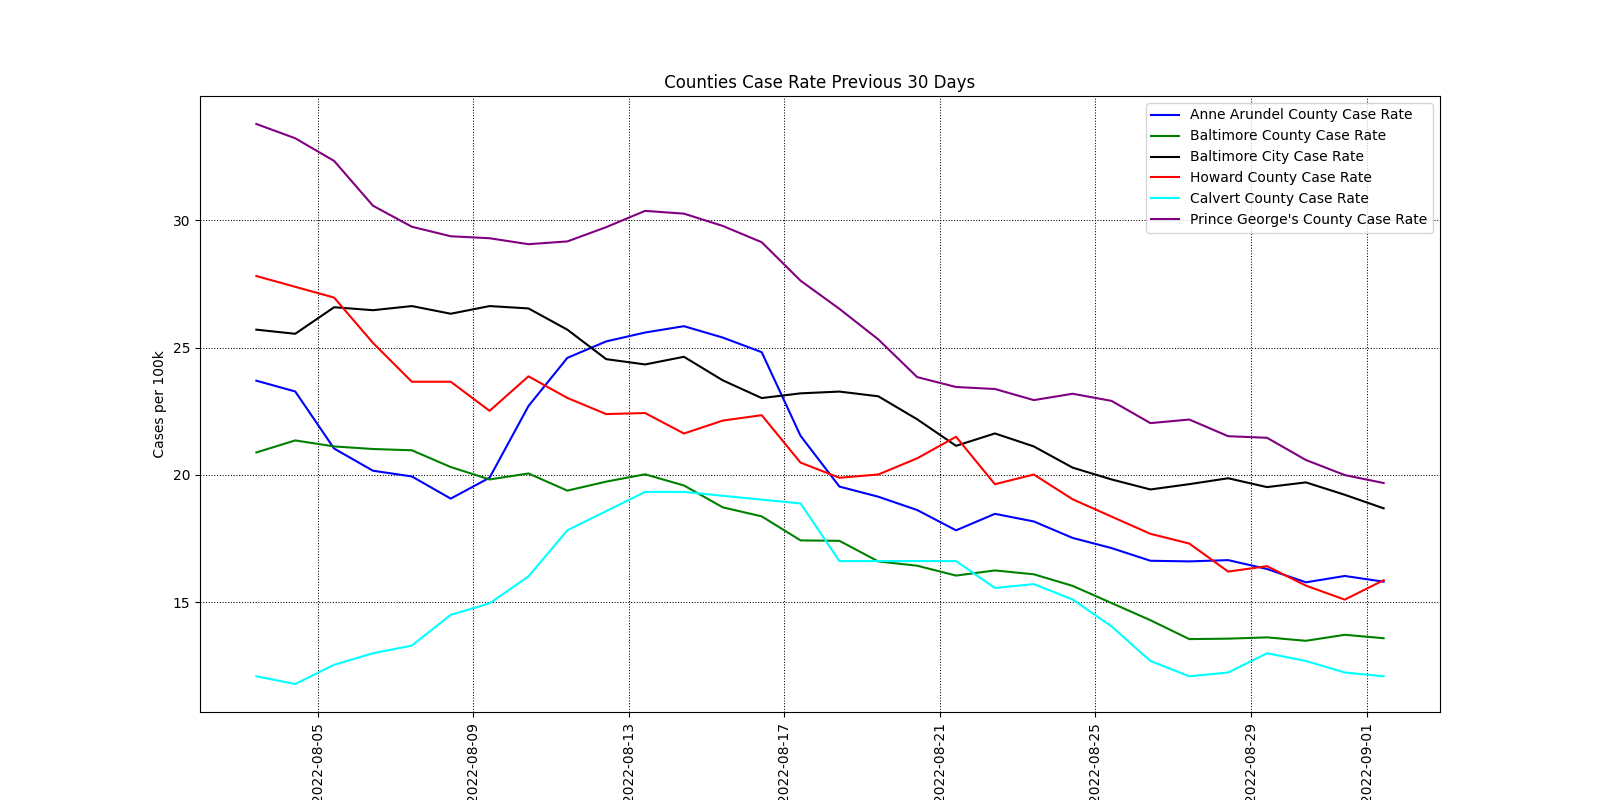 Counties Case Rate Previous 30 Days
Anne Arundel County Case Rate
Baltimore County Case Rate
Baltimore City Case Rate
Howard County Case Rate
Calvert County Case Rate
Prince George's County Case Rate
Cases per 100k
30
25
20
15
2022-08-05
2022-08-09
2022-08-13
2022-08-17
2022-08-21
2022-08-25
2022-08-29
2022-09-01